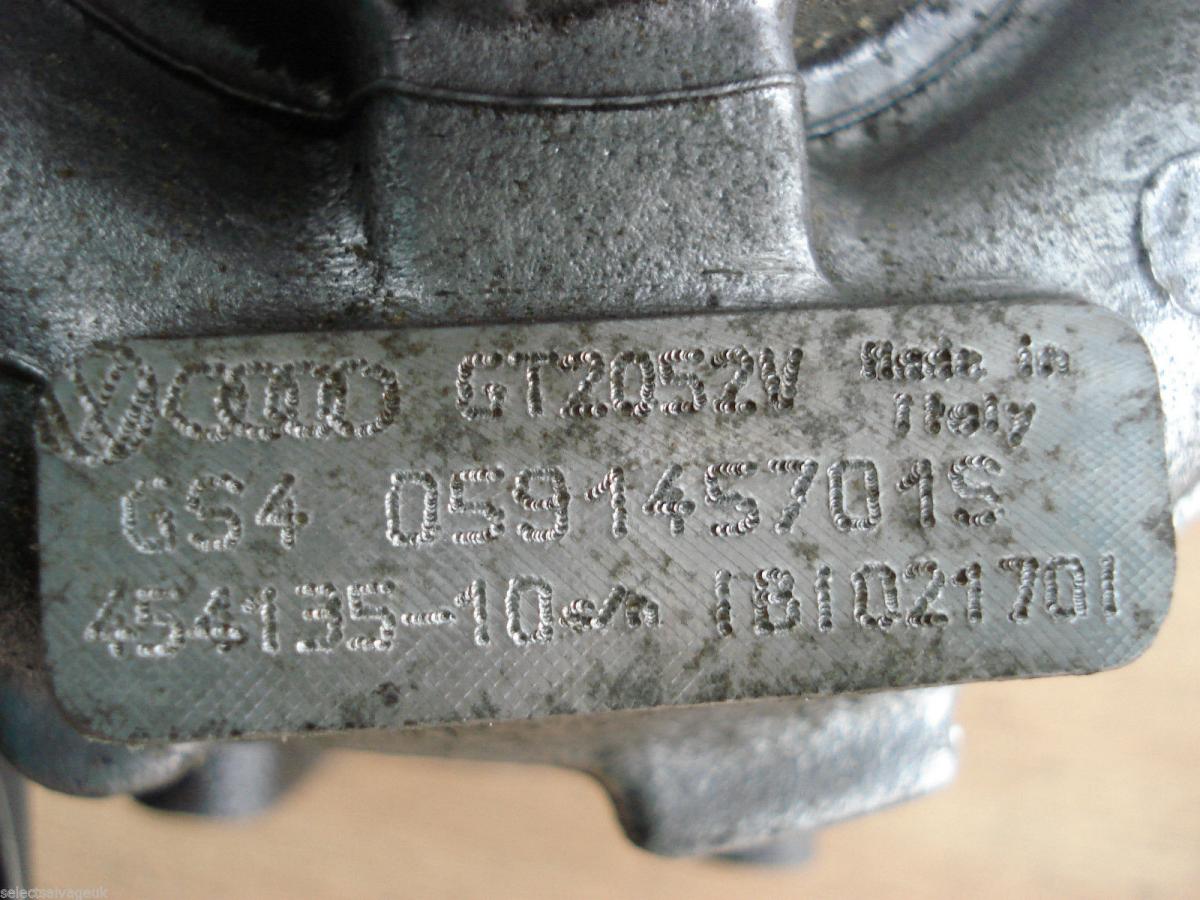 GT2052V Made in
Italy
GS4 059145701S
454135-10 s/n IBI021701
selectsalvageuk